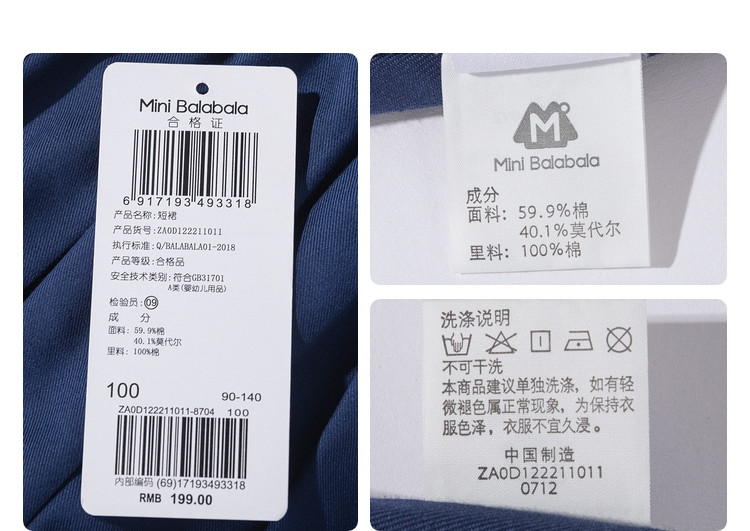 Mini Balabala
合格证
6 917193 493318
产品名称:短裙
产品货号:ZA0D122211011
执行标准:Q/BALABALA01-2018
产品等级:合格品
安全技术类别:符合GB31701
A类(婴幼儿用品)
检验员:09
成 分
面料: 59.9%棉
40.1%莫代尔
里料: 100%棉
100 90-140
ZA0D122211011-8704 100
内部编码 (69)17193493318
RMB 199.00
M
Mini Balabala
成分
面料: 59.9%棉
40.1%莫代尔
里料: 100%棉
洗涤说明
不可干洗
本商品建议单独洗涤，如有轻
微褪色属正常现象，为保持衣
服色泽，衣服不宜久浸。
中国制造
ZA0D122211011
0712